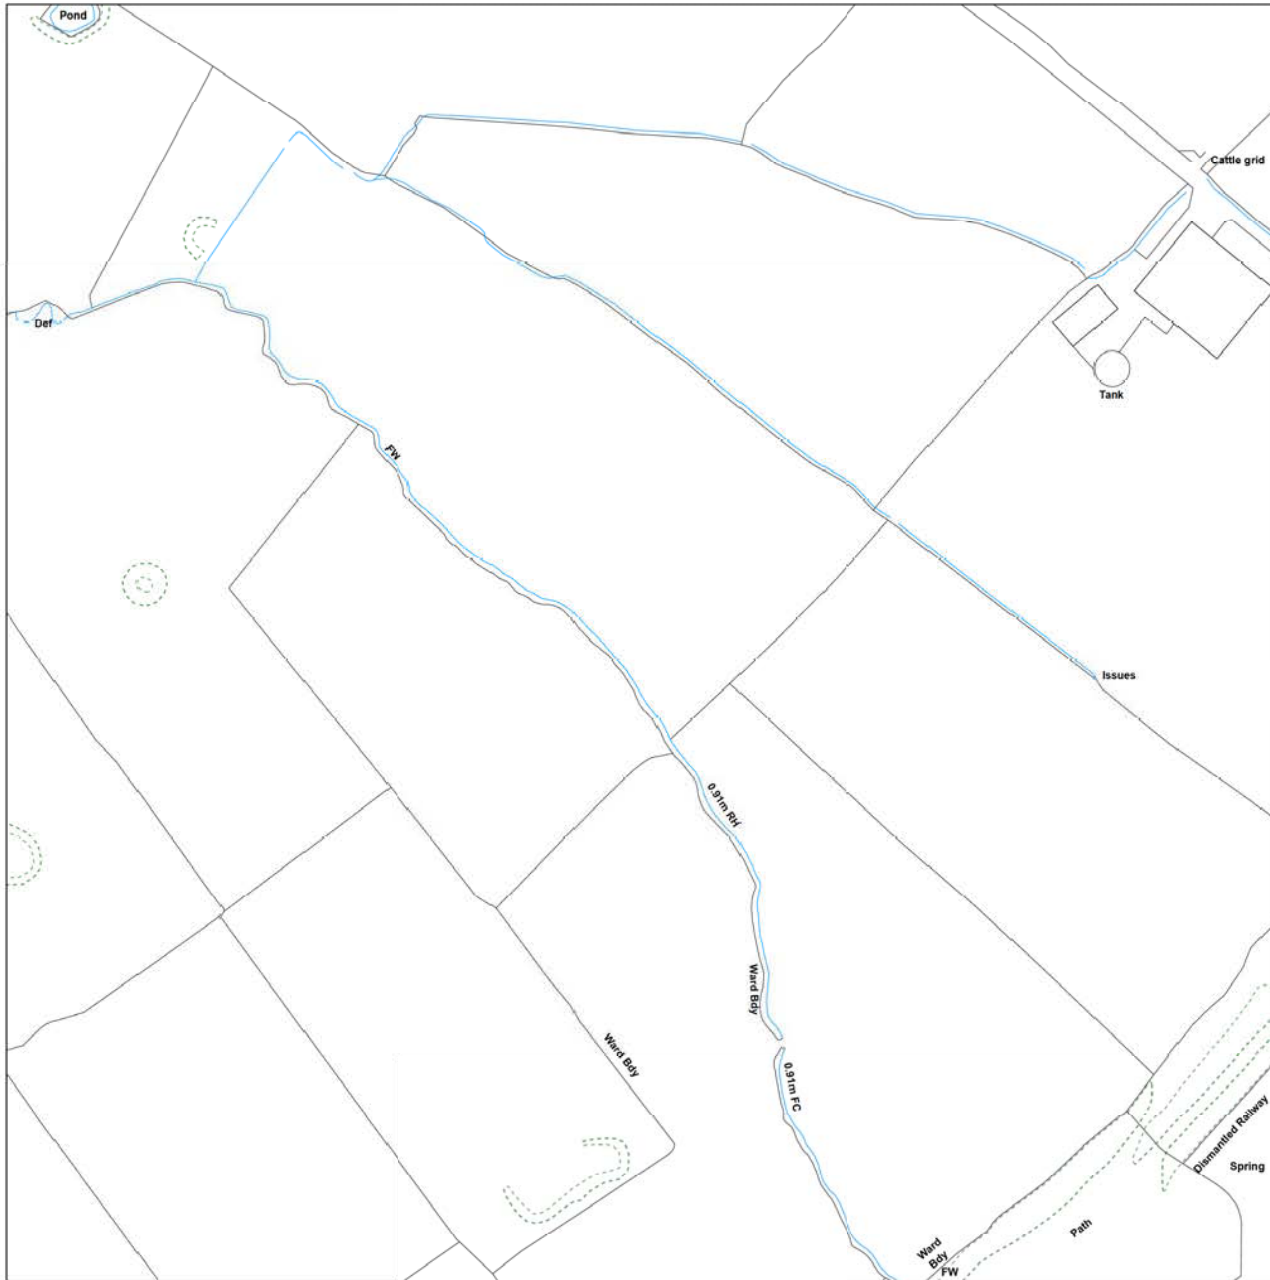 Pond
Cattle grid
Def
Tank
FW
Issues
0.91m RH
Ward Bdy
Ward Bdy
0.91m FC
Dismantled Railway
Spring
Path
Ward
Bdy
FW